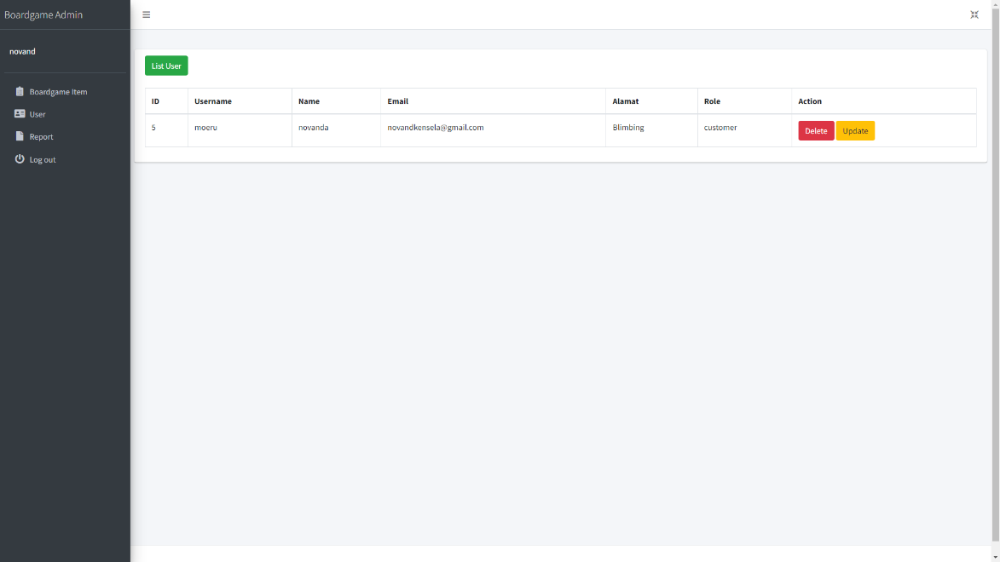 Boardgame Admin
novand
Boardgame Item
User
Report
Log out
List User
ID Username Name Email Alamat Role Action
5 moeru novanda novandkensela@gmail.com Blimbing customer Delete Update